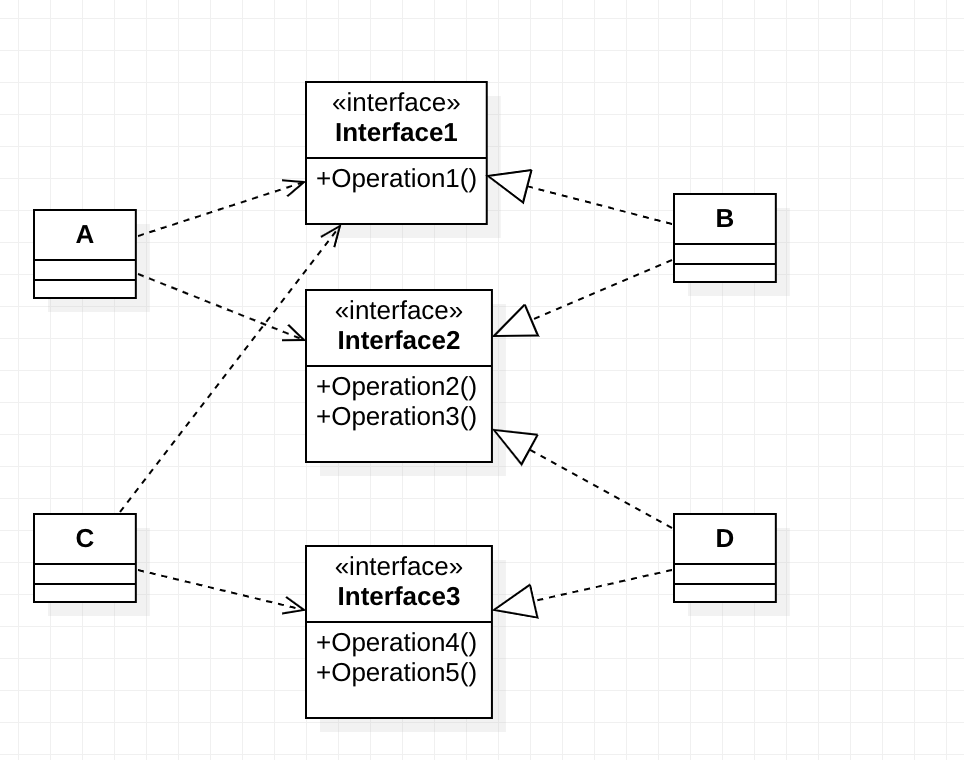 «interface»
Interface1
+Operation1()
A
B
«interface»
Interface2
+Operation2()
+Operation3()
C
D
«interface»
Interface3
+Operation4()
+Operation5()